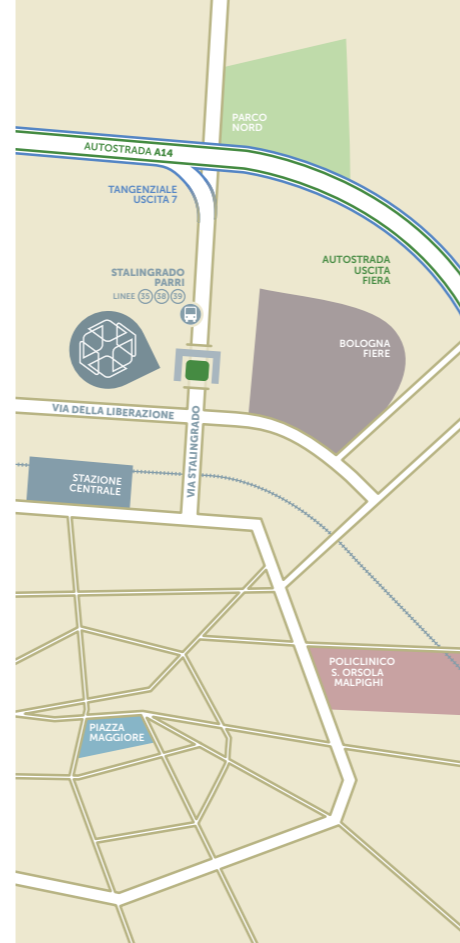 PARCO
NORD
AUTOSTRADA A14
TANGENZIALE
USCITA 7
AUTOSTRADA
USCITA
FIERA
STALINGRADO
PARRI
LINEE 35 38 39
BOLOGNA
FIERE
VIA DELLA LIBERAZIONE
VIA STALINGRADO
STAZIONE
CENTRALE
POLICLINICO
S. ORSOLA
MALPIGHI
PIAZZA
MAGGIORE